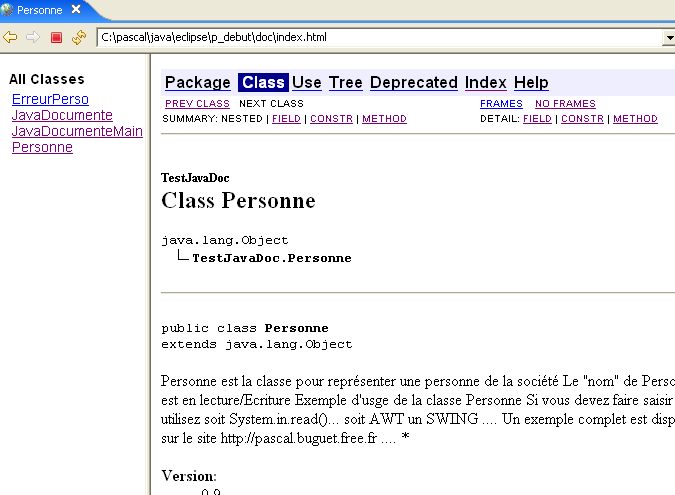 Personne
C:\pascal\java\eclipse\p_debut\doc\index.html
All Classes
ErreurPerso
JavaDocumente
JavaDocumenteMain
Personne
Package Class Use Tree Deprecated Index Help
PREV CLASS NEXT CLASS FRAMES NO FRAMES
SUMMARY: NESTED | FIELD | CONSTR | METHOD DETAIL: FIELD | CONSTR | METHOD
TestJavaDoc
Class Personne
java.lang.Object
TestJavaDoc.Personne
public class Personne
extends java.lang.Object
Personne est la classe pour représenter une personne de la société Le "nom" de Perso
est en lecture/Ecriture Exemple d'usge de la classe Personne Si vous devez faire saisir
utilisez soit System.in.read()... soit AWT un SWING .... Un exemple complet est disp
sur le site http://pascal.buguet.free.fr .... *
Version:
0.9